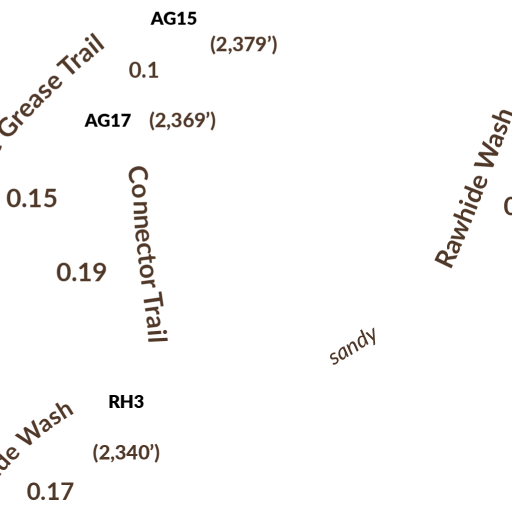 AG15
(2,379’)
Grease Trail
0.1
AG17 (2,369’)
Rawhide Wash
Connector Trail
0.15
0.19
sandy
RH3
Wash
(2,340’)
0.17